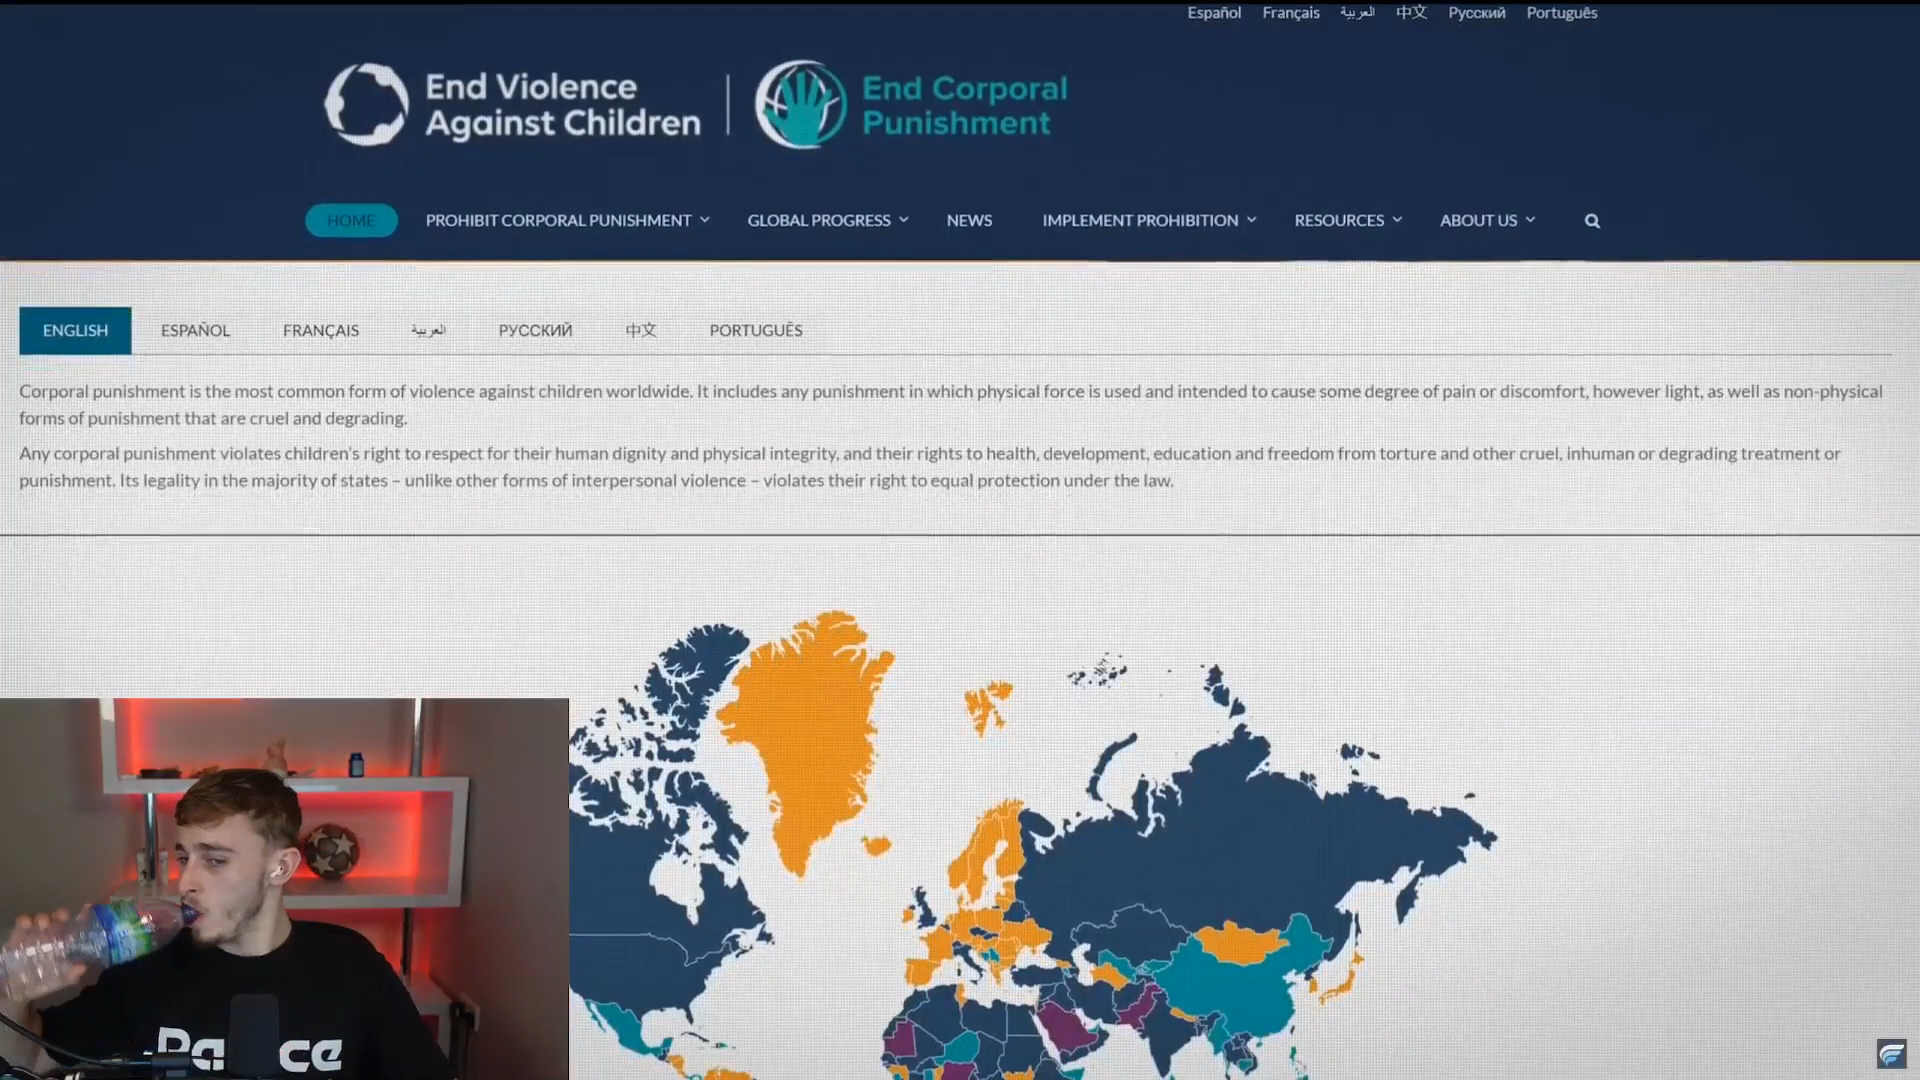 Español Français العربية 中文 Русский Português
End Violence
Against Children
End Corporal
Punishment
HOME PROHIBIT CORPORAL PUNISHMENT GLOBAL PROGRESS NEWS IMPLEMENT PROHIBITION RESOURCES ABOUT US
ENGLISH ESPAÑOL FRANÇAIS العربية РУССКИЙ 中文 PORTUGUÊS
Corporal punishment is the most common form of violence against children worldwide. It includes any punishment in which physical force is used and intended to cause some degree of pain or discomfort, however light, as well as non-physical
forms of punishment that are cruel and degrading.
Any corporal punishment violates children's right to respect for their human dignity and physical integrity, and their rights to health, development, education and freedom from torture and other cruel, inhuman or degrading treatment or
punishment. Its legality in the majority of states – unlike other forms of interpersonal violence – violates their right to equal protection under the law.